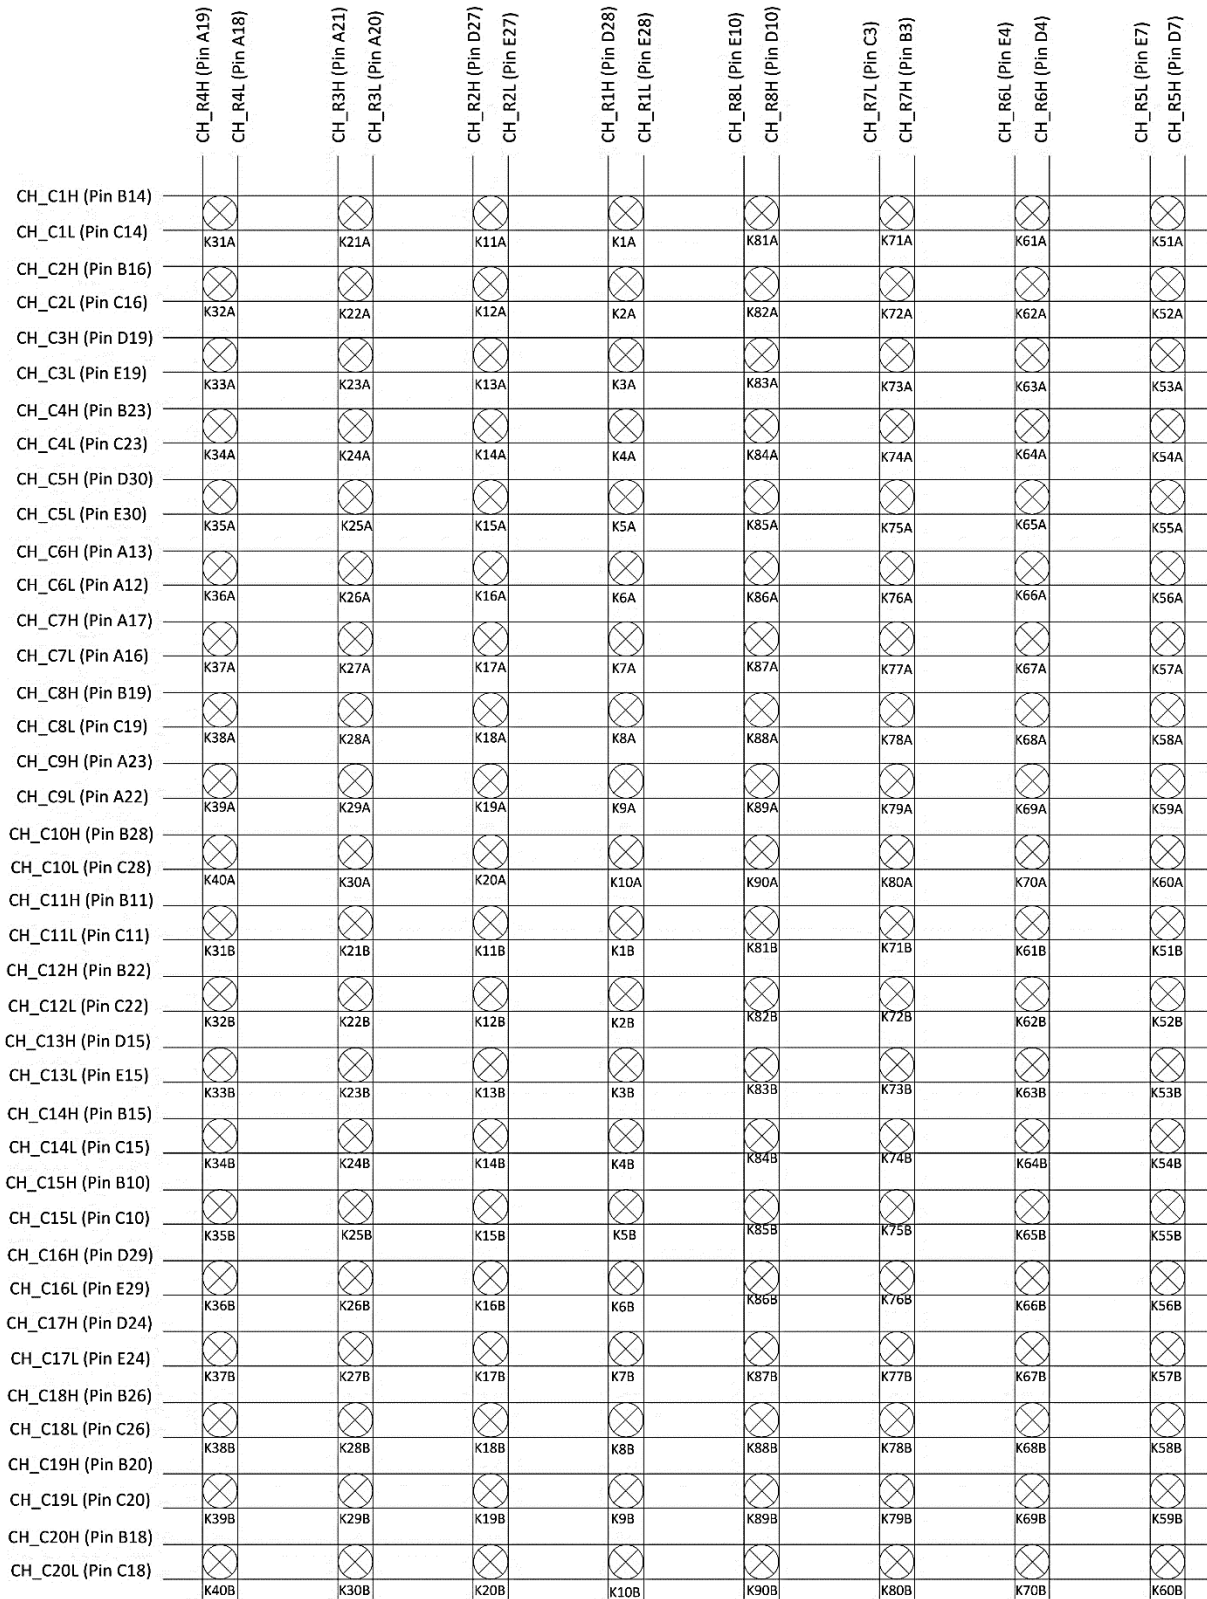 CH_R4H (Pin A19)
CH_R4L (Pin A18)
CH_R3H (Pin A21)
CH_R3L (Pin A20)
CH_R2H (Pin D27)
CH_R2L (Pin E27)
CH_R1H (Pin D28)
CH_R1L (Pin E28)
CH_R8L (Pin E10)
CH_R8H (Pin D10)
CH_R7L (Pin C3)
CH_R7H (Pin B3)
CH_R6L (Pin E4)
CH_R6H (Pin D4)
CH_R5L (Pin E7)
CH_R5H (Pin D7)
CH_C1H (Pin B14)
CH_C1L (Pin C14)
K31A K21A K11A K1A K81A K71A K61A K51A
CH_C2H (Pin B16)
CH_C2L (Pin C16)
K32A K22A K12A K2A K82A K72A K62A K52A
CH_C3H (Pin D19)
CH_C3L (Pin E19)
K33A K23A K13A K3A K83A K73A K63A K53A
CH_C4H (Pin B23)
CH_C4L (Pin C23)
K34A K24A K14A K4A K84A K74A K64A K54A
CH_C5H (Pin D30)
CH_C5L (Pin E30)
K35A K25A K15A K5A K85A K75A K65A K55A
CH_C6H (Pin A13)
CH_C6L (Pin A12)
K36A K26A K16A K6A K86A K76A K66A K56A
CH_C7H (Pin A17)
CH_C7L (Pin A16)
K37A K27A K17A K7A K87A K77A K67A K57A
CH_C8H (Pin B19)
CH_C8L (Pin C19)
K38A K28A K18A K8A K88A K78A K68A K58A
CH_C9H (Pin A23)
CH_C9L (Pin A22)
K39A K29A K19A K9A K89A K79A K69A K59A
CH_C10H (Pin B28)
CH_C10L (Pin C28)
K40A K30A K20A K10A K90A K80A K70A K60A
CH_C11H (Pin B11)
CH_C11L (Pin C11)
K31B K21B K11B K1B K81B K71B K61B K51B
CH_C12H (Pin B22)
CH_C12L (Pin C22)
K32B K22B K12B K2B K82B K72B K62B K52B
CH_C13H (Pin D15)
CH_C13L (Pin E15)
K33B K23B K13B K3B K83B K73B K63B K53B
CH_C14H (Pin B15)
CH_C14L (Pin C15)
K34B K24B K14B K4B K84B K74B K64B K54B
CH_C15H (Pin B10)
CH_C15L (Pin C10)
K35B K25B K15B K5B K85B K75B K65B K55B
CH_C16H (Pin D29)
CH_C16L (Pin E29)
K36B K26B K16B K6B K86B K76B K66B K56B
CH_C17H (Pin D24)
CH_C17L (Pin E24)
K37B K27B K17B K7B K87B K77B K67B K57B
CH_C18H (Pin B26)
CH_C18L (Pin C26)
K38B K28B K18B K8B K88B K78B K68B K58B
CH_C19H (Pin B20)
CH_C19L (Pin C20)
K39B K29B K19B K9B K89B K79B K69B K59B
CH_C20H (Pin B18)
CH_C20L (Pin C18)
K40B K30B K20B K10B K90B K80B K70B K60B